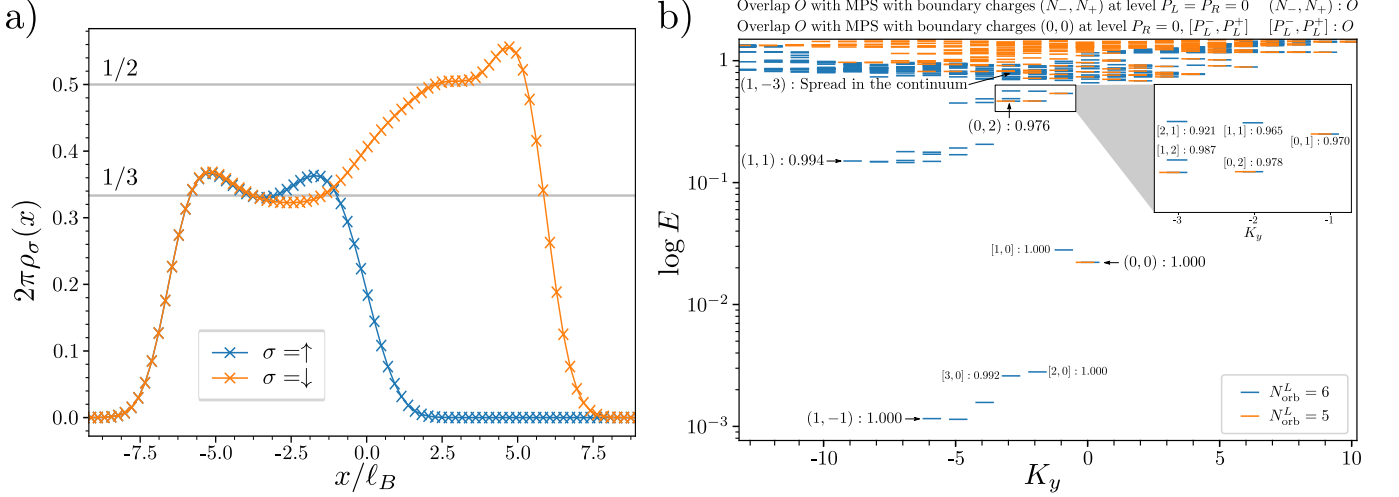 a)
1/2
1/3
2πρσ(x)
0.5
0.4
0.3
0.2
0.1
0.0
σ =↑
σ =↓
-7.5 -5.0 -2.5 0.0 2.5 5.0 7.5
x/ℓB
b)
Overlap O with MPS with boundary charges (N−, N+) at level PL = PR = 0 (N−, N+) : O
Overlap O with MPS with boundary charges (0, 0) at level PR = 0, [PL−, PL+] [PL−, PL+] : O
log E
1
10−1
10−2
10−3
(1, −3) : Spread in the continuum
(0, 2) : 0.976
(1, 1) : 0.994
[1, 0] : 1.000
(0, 0) : 1.000
[3, 0] : 0.992
[2, 0] : 1.000
(1, −1) : 1.000
[2, 1] : 0.921
[1, 1] : 0.965
[0, 1] : 0.970
[1, 2] : 0.987
[0, 2] : 0.978
-3 -2 -1
Ky
NLorb = 6
NLorb = 5
-10 -5 0 5 10
Ky